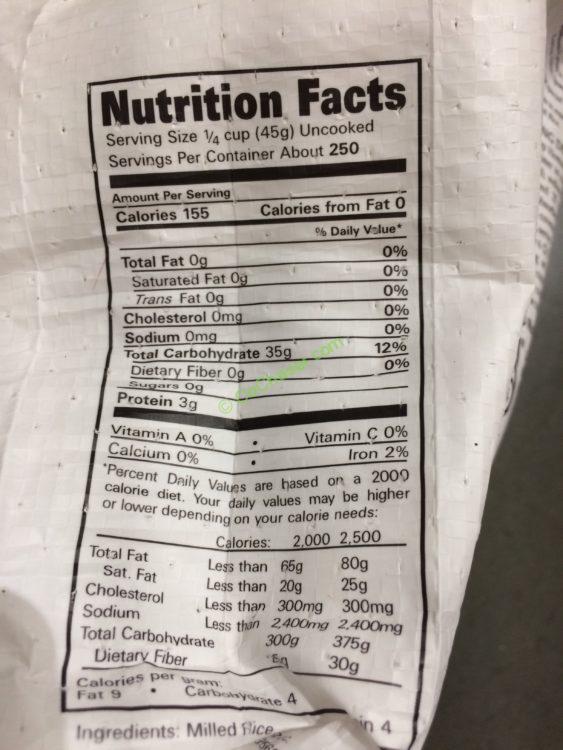 Nutrition Facts
Serving Size 1/4 cup (45g) Uncooked
Servings Per Container About 250
Amount Per Serving
Calories 155 Calories from Fat 0
% Daily Value*
Total Fat 0g 0%
Saturated Fat 0g 0%
Trans Fat 0g 0%
Cholesterol 0mg 0%
Sodium 0mg 0%
Total Carbohydrate 35g 12%
Dietary Fiber 0g 0%
Sugars 0g
Protein 3g
Vitamin A 0% • Vitamin C 0%
Calcium 0% • Iron 2%
*Percent Daily Values are based on a 2000
calorie diet. Your daily values may be higher
or lower depending on your calorie needs:
Calories: 2,000 2,500
Total Fat Less than 65g 80g
Sat. Fat Less than 20g 25g
Cholesterol Less than 300mg 300mg
Sodium Less than 2,400mg 2,400mg
Total Carbohydrate 300g 375g
Dietary Fiber 30g
Calories per gram:
Fat 9 • Carbohydrate 4 in 4
Ingredients: Milled Rice